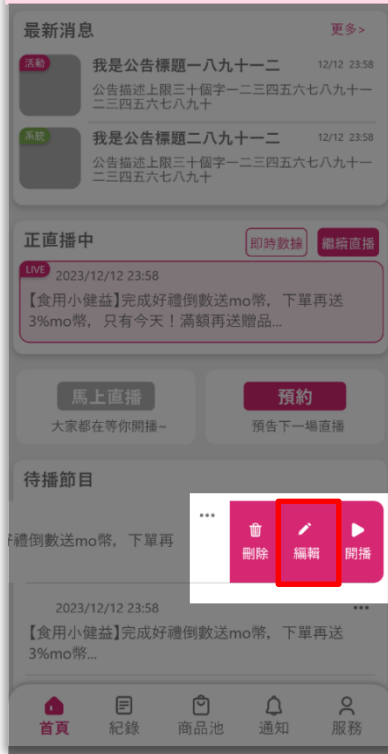 最新消息 更多>
活動 我是公告標題一八九十一二 12/12 23:58
公告描述上限三十個字一二三四五六七八九十一
二三四五六七八九十
系統 我是公告標題二八九十一二 12/12 23:58
公告描述上限三十個字一二三四五六七八九十一
二三四五六七八九十
正直播中 即時數據 繼續直播
LIVE 2023/12/12 23:58
【食用小健益】完成好禮倒數送mo幣，下單再送
3%mo幣，只有今天！滿額再送贈品...
馬上直播 預約
大家都在等你開播~ 預告下一場直播
待播節目
...
禮倒數送mo幣，下單再 刪除 編輯 開播
2023/12/12 23:58 ...
【食用小健益】完成好禮倒數送mo幣，下單再送
3%mo幣...
首頁 紀錄 商品池 通知 服務